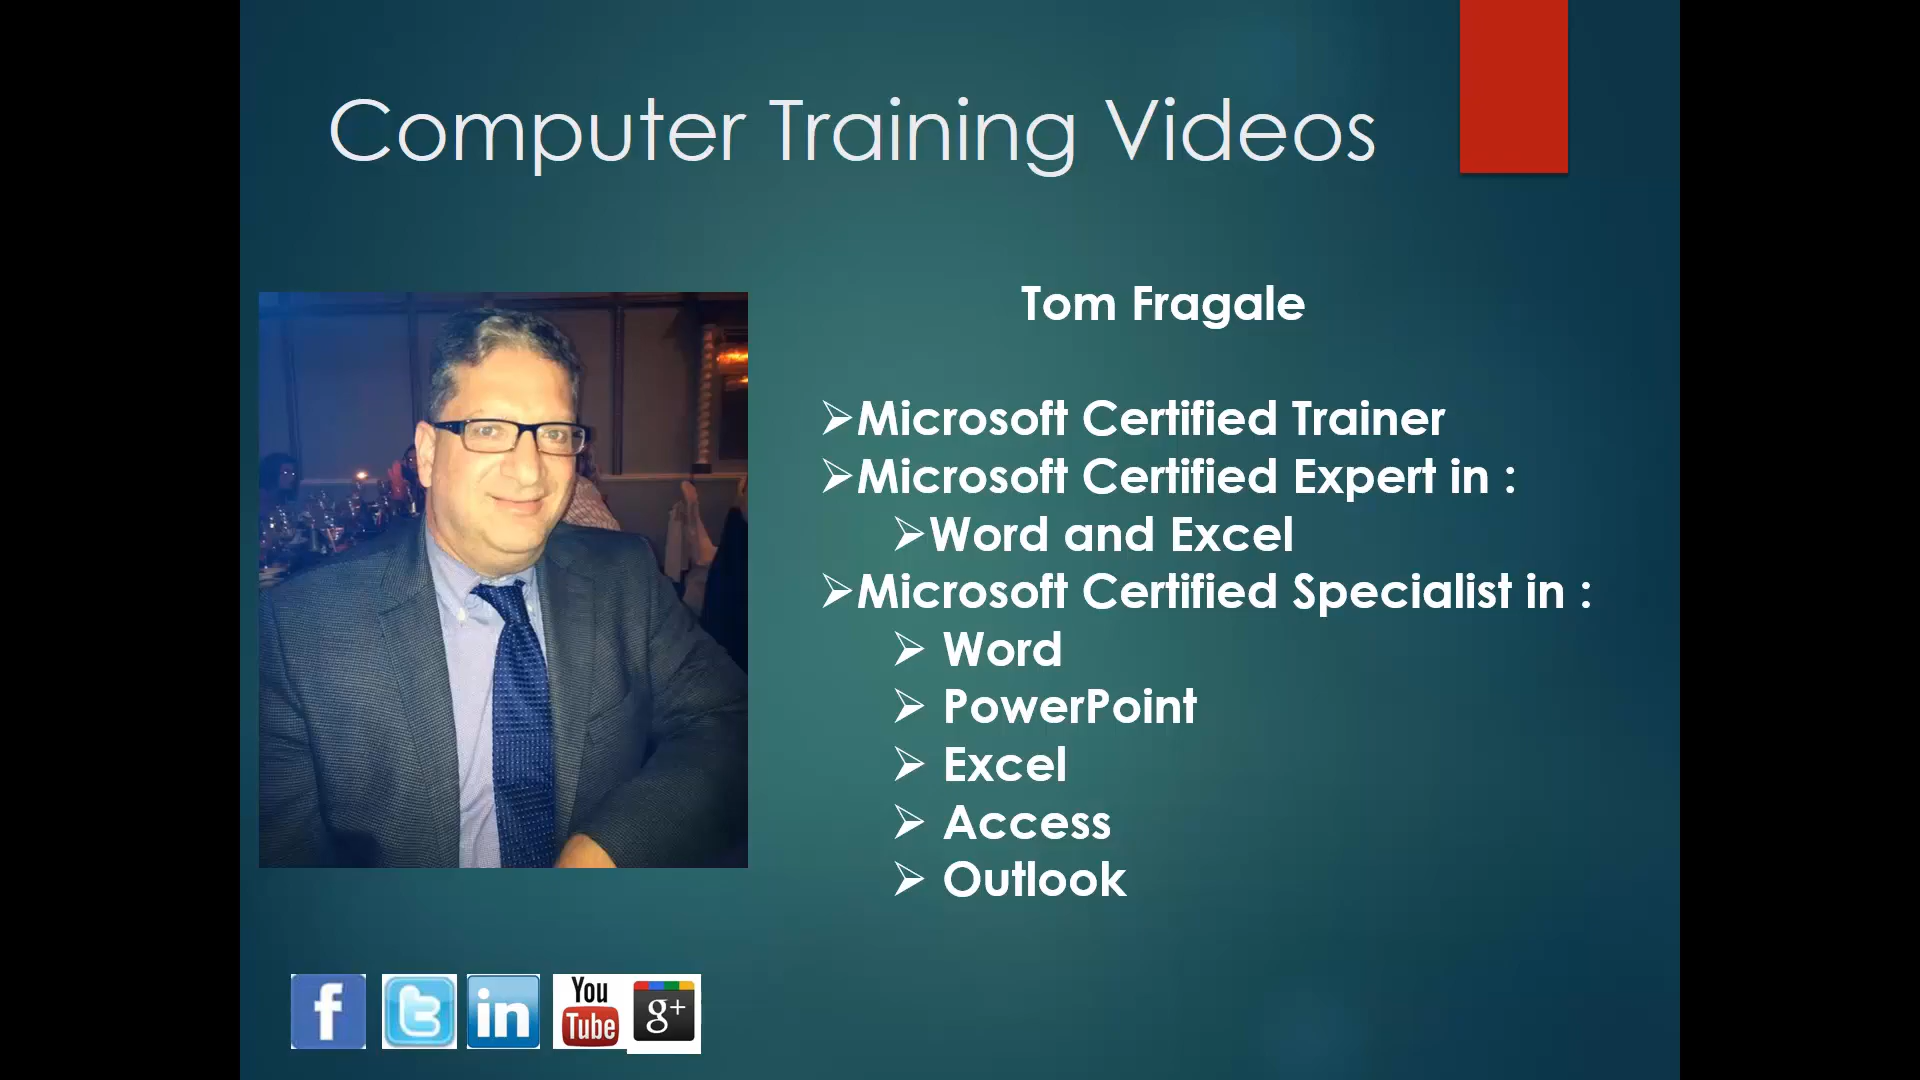 Computer Training Videos
Tom Fragale
➢Microsoft Certified Trainer
➢Microsoft Certified Expert in :
➢Word and Excel
➢Microsoft Certified Specialist in :
➢ Word
➢ PowerPoint
➢ Excel
➢ Access
➢ Outlook
f t in You Tube g+